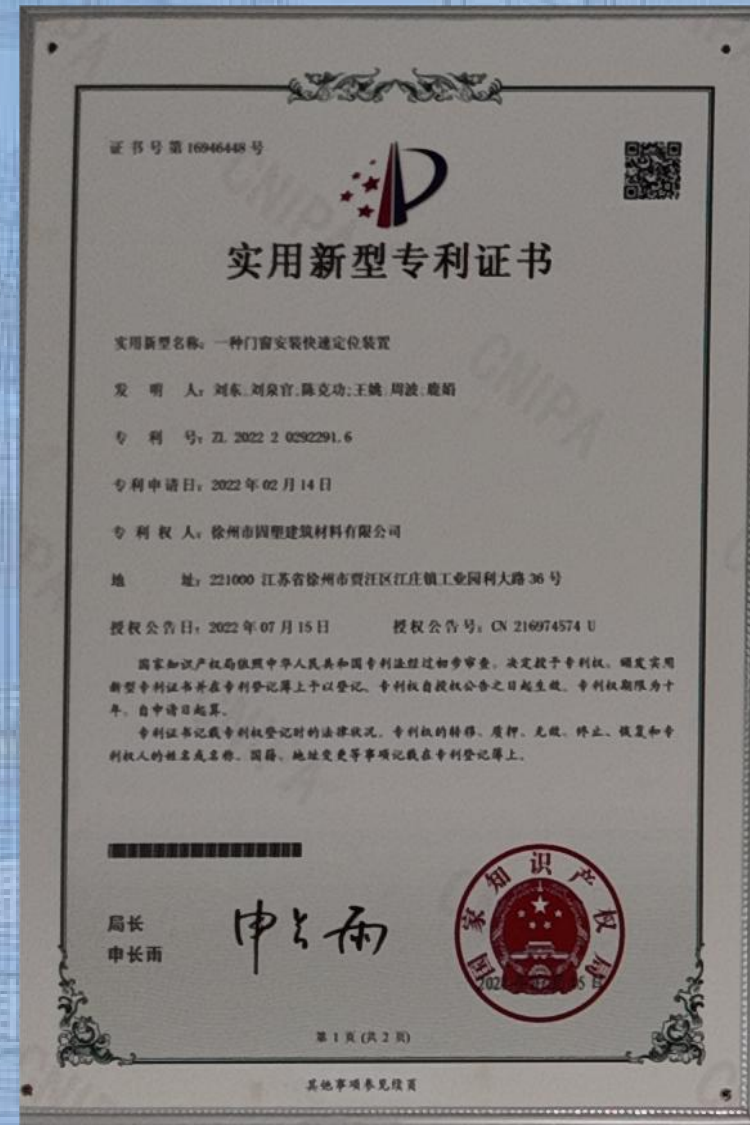 证书号第16946448号
实用新型专利证书
实用新型名称：一种门窗安装快速定位装置
发 明 人：刘东;刘泉官;陈克功;王姚;周波;鹿娟
专 利 号：ZL 2022 2 0292291.6
专利申请日：2022年02月14日
专 利 权 人：徐州市固塑建筑材料有限公司
地 址：221000 江苏省徐州市贾汪区江庄镇工业园利大路36号
授权公告日：2022年07月15日 授权公告号：CN 216974574 U
国家知识产权局依照中华人民共和国专利法经过初步审查，决定授予专利权，颁发实用
新型专利证书并在专利登记簿上予以登记。专利权自授权公告之日起生效。专利权期限为十
年，自申请日起算。
专利证书记载专利权登记时的法律状况。专利权的转移、质押、无效、终止、恢复和专
利权人的姓名或名称、国籍、地址变更等事项记载在专利登记簿上。
局长
申长雨
申长雨
国家知识产权局
第 1 页 (共 2 页)
其他事项参见续页
CNIPA
CNIPA